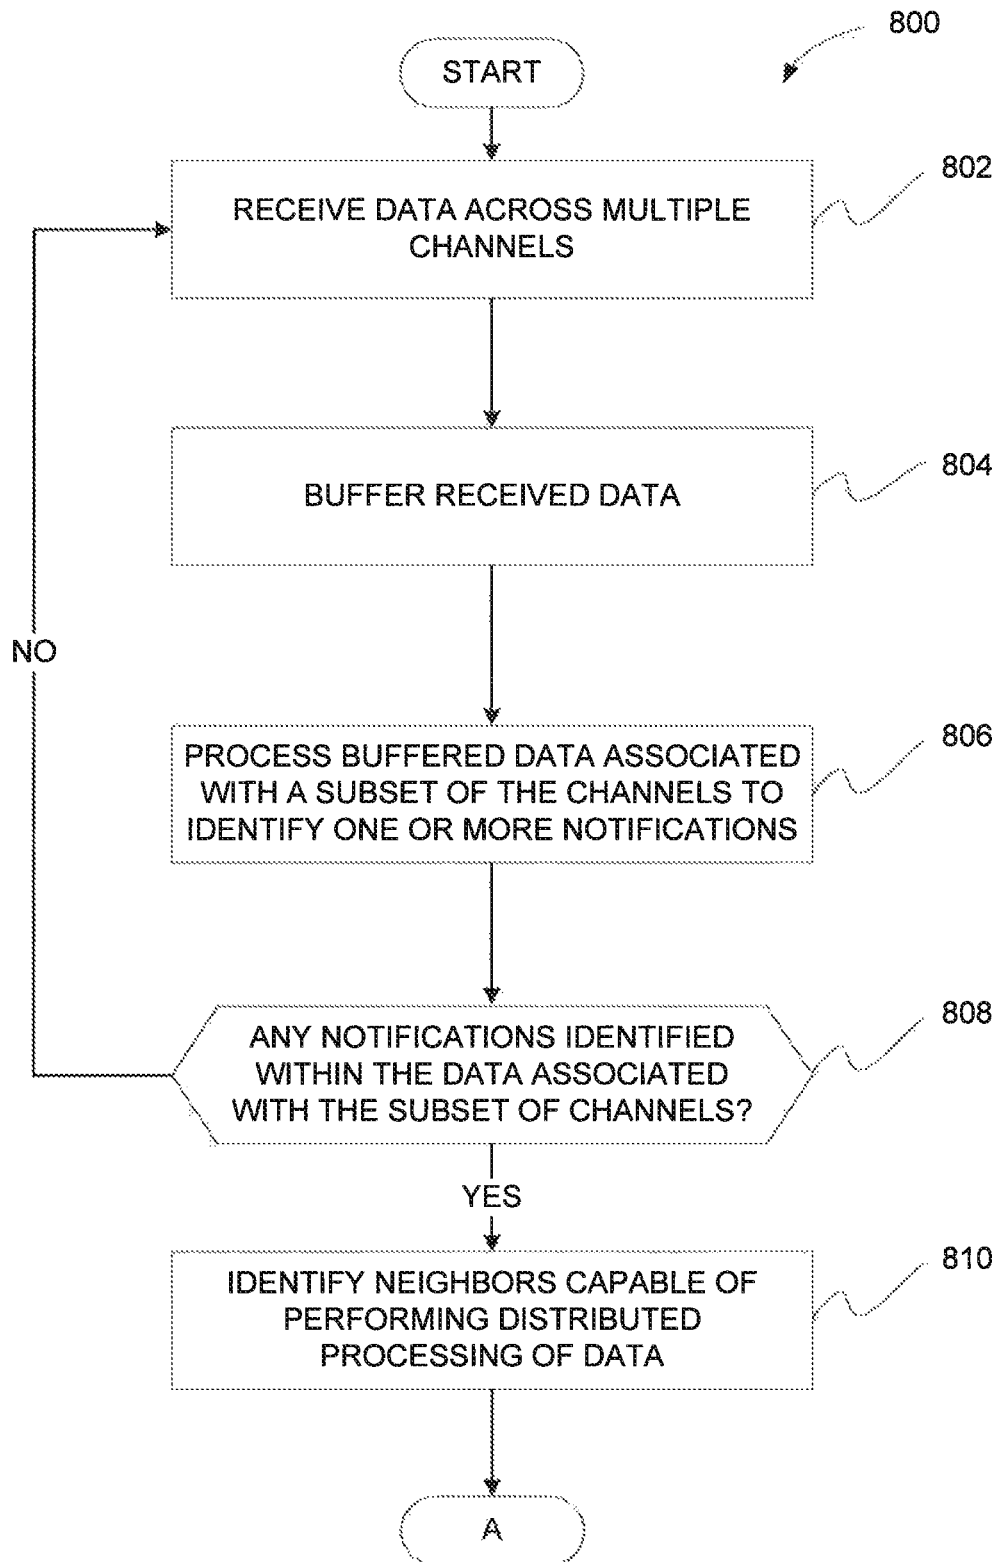 800
START
802
RECEIVE DATA ACROSS MULTIPLE
CHANNELS
804
BUFFER RECEIVED DATA
NO
806
PROCESS BUFFERED DATA ASSOCIATED
WITH A SUBSET OF THE CHANNELS TO
IDENTIFY ONE OR MORE NOTIFICATIONS
808
ANY NOTIFICATIONS IDENTIFIED
WITHIN THE DATA ASSOCIATED
WITH THE SUBSET OF CHANNELS?
YES
810
IDENTIFY NEIGHBORS CAPABLE OF
PERFORMING DISTRIBUTED
PROCESSING OF DATA
A